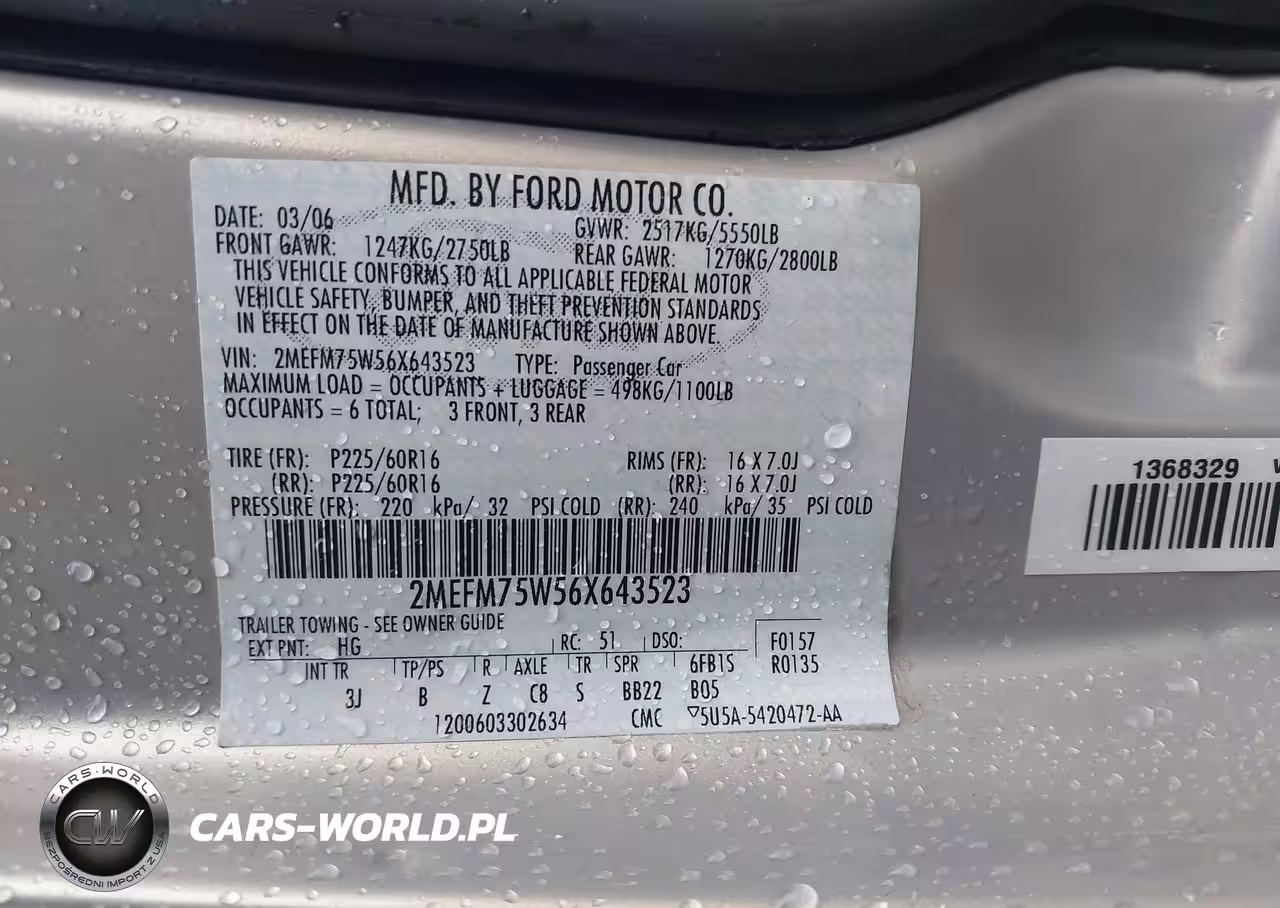 MFD. BY FORD MOTOR CO.
DATE: 03/06 GVWR: 2517KG/5550LB
FRONT GAWR: 1247KG/2750LB REAR GAWR: 1270KG/2800LB
THIS VEHICLE CONFORMS TO ALL APPLICABLE FEDERAL MOTOR
VEHICLE SAFETY, BUMPER, AND THEFT PREVENTION STANDARDS
IN EFFECT ON THE DATE OF MANUFACTURE SHOWN ABOVE.
VIN: 2MEFM75W56X643523 TYPE: Passenger Car
MAXIMUM LOAD = OCCUPANTS + LUGGAGE = 498KG/1100LB
OCCUPANTS = 6 TOTAL; 3 FRONT, 3 REAR
TIRE (FR): P225/60R16 RIMS (FR): 16 X 7.0J
(RR): P225/60R16 (RR): 16 X 7.0J
PRESSURE (FR): 220 kPa/ 32 PSI COLD (RR): 240 kPa/ 35 PSI COLD
2MEFM75W56X643523
TRAILER TOWING - SEE OWNER GUIDE
EXT PNT: HG RC: 51 DSO: F0157
INT TR TP/PS R AXLE TR SPR 6FB1S R0135
3J B Z C8 S BB22 B05
1200603302634 CMC 5U5A-5420472-AA
1368329
CARS-WORLD
CW
BEZPOŚREDNI IMPORT Z USA
CARS-WORLD.PL